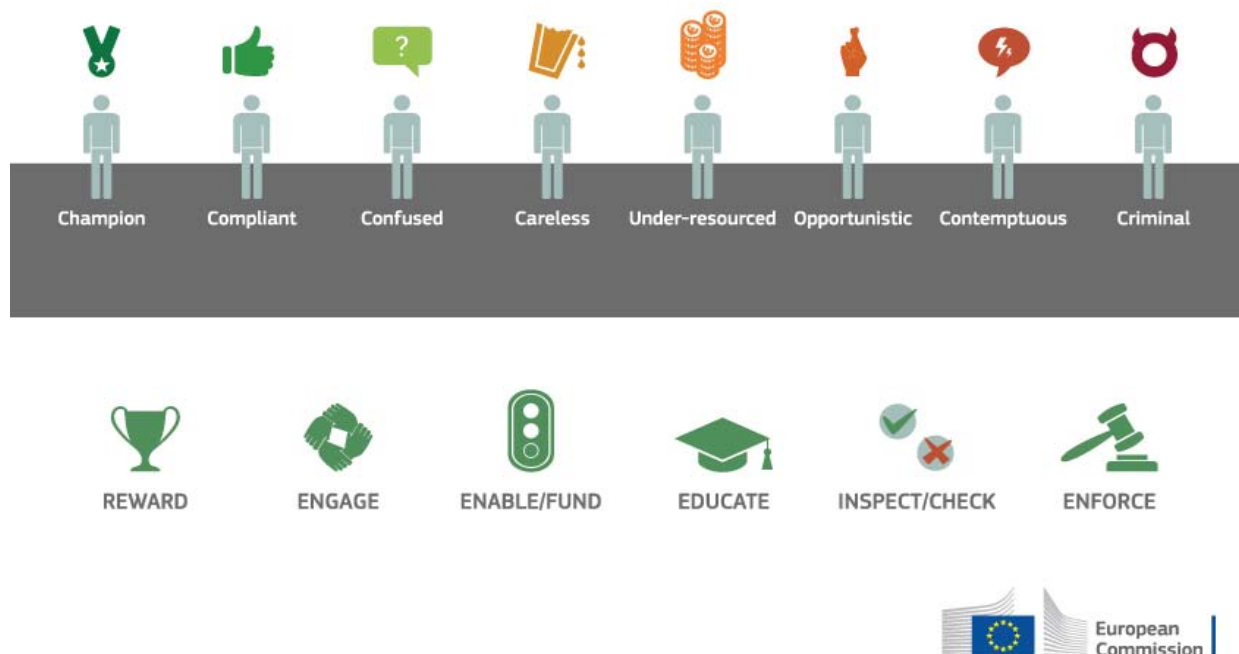 ?
Champion Compliant Confused Careless Under-resourced Opportunistic Contemptuous Criminal
REWARD ENGAGE ENABLE/FUND EDUCATE INSPECT/CHECK ENFORCE
European
Commission